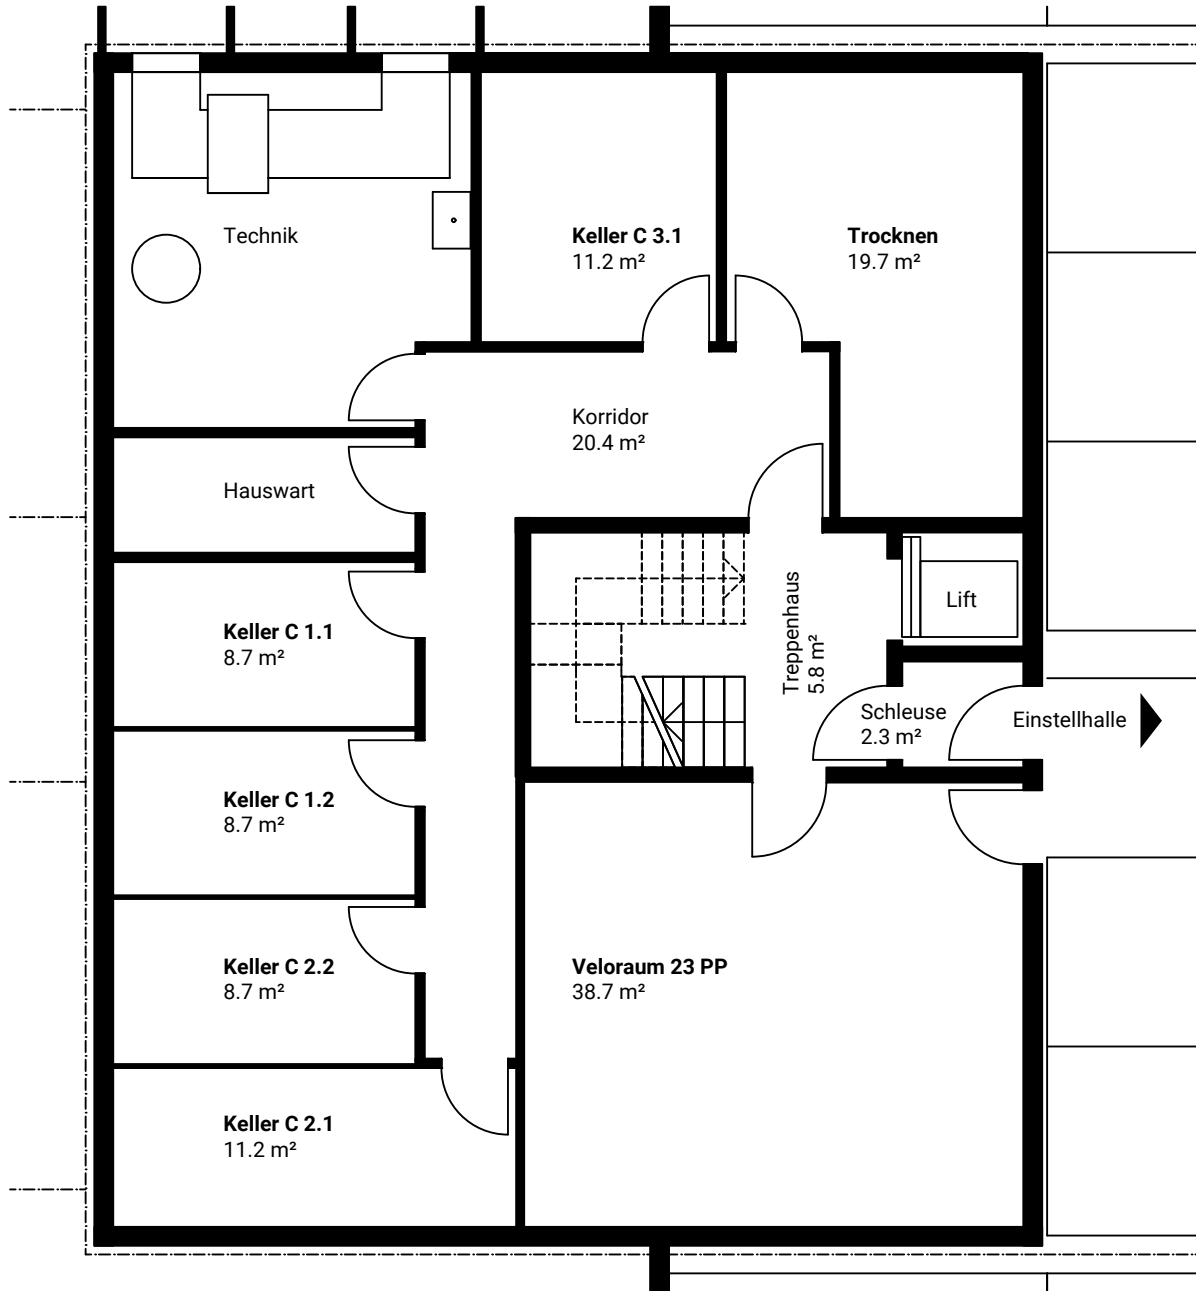 Technik
Keller C 3.1
11.2 m²
Trocknen
19.7 m²
Korridor
20.4 m²
Hauswart
Treppenhaus
5.8 m²
Lift
Keller C 1.1
8.7 m²
Schleuse
2.3 m²
Einstellhalle
Keller C 1.2
8.7 m²
Keller C 2.2
8.7 m²
Veloraum 23 PP
38.7 m²
Keller C 2.1
11.2 m²